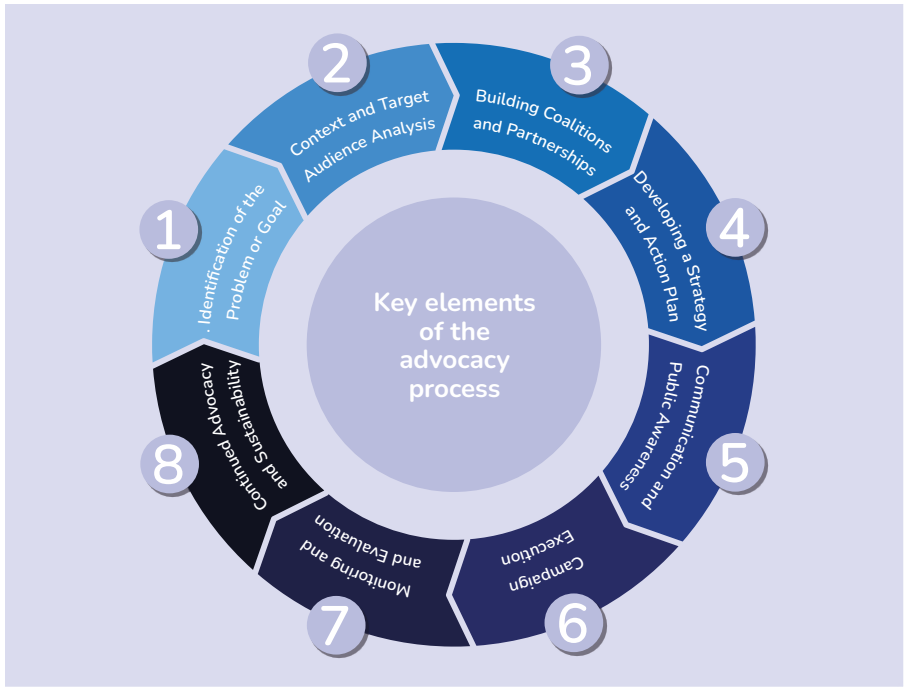 Key elements
of the
advocacy
process
1
. Identification of the
Problem or Goal
2
Context and Target
Audience Analysis
3
Building Coalitions
and Partnerships
4
Developing a Strategy
and Action Plan
5
Communication and
Public Awareness
6
Campaign
Execution
7
Monitoring and
and Evaluation
8
Continued Advocacy
and Sustainability